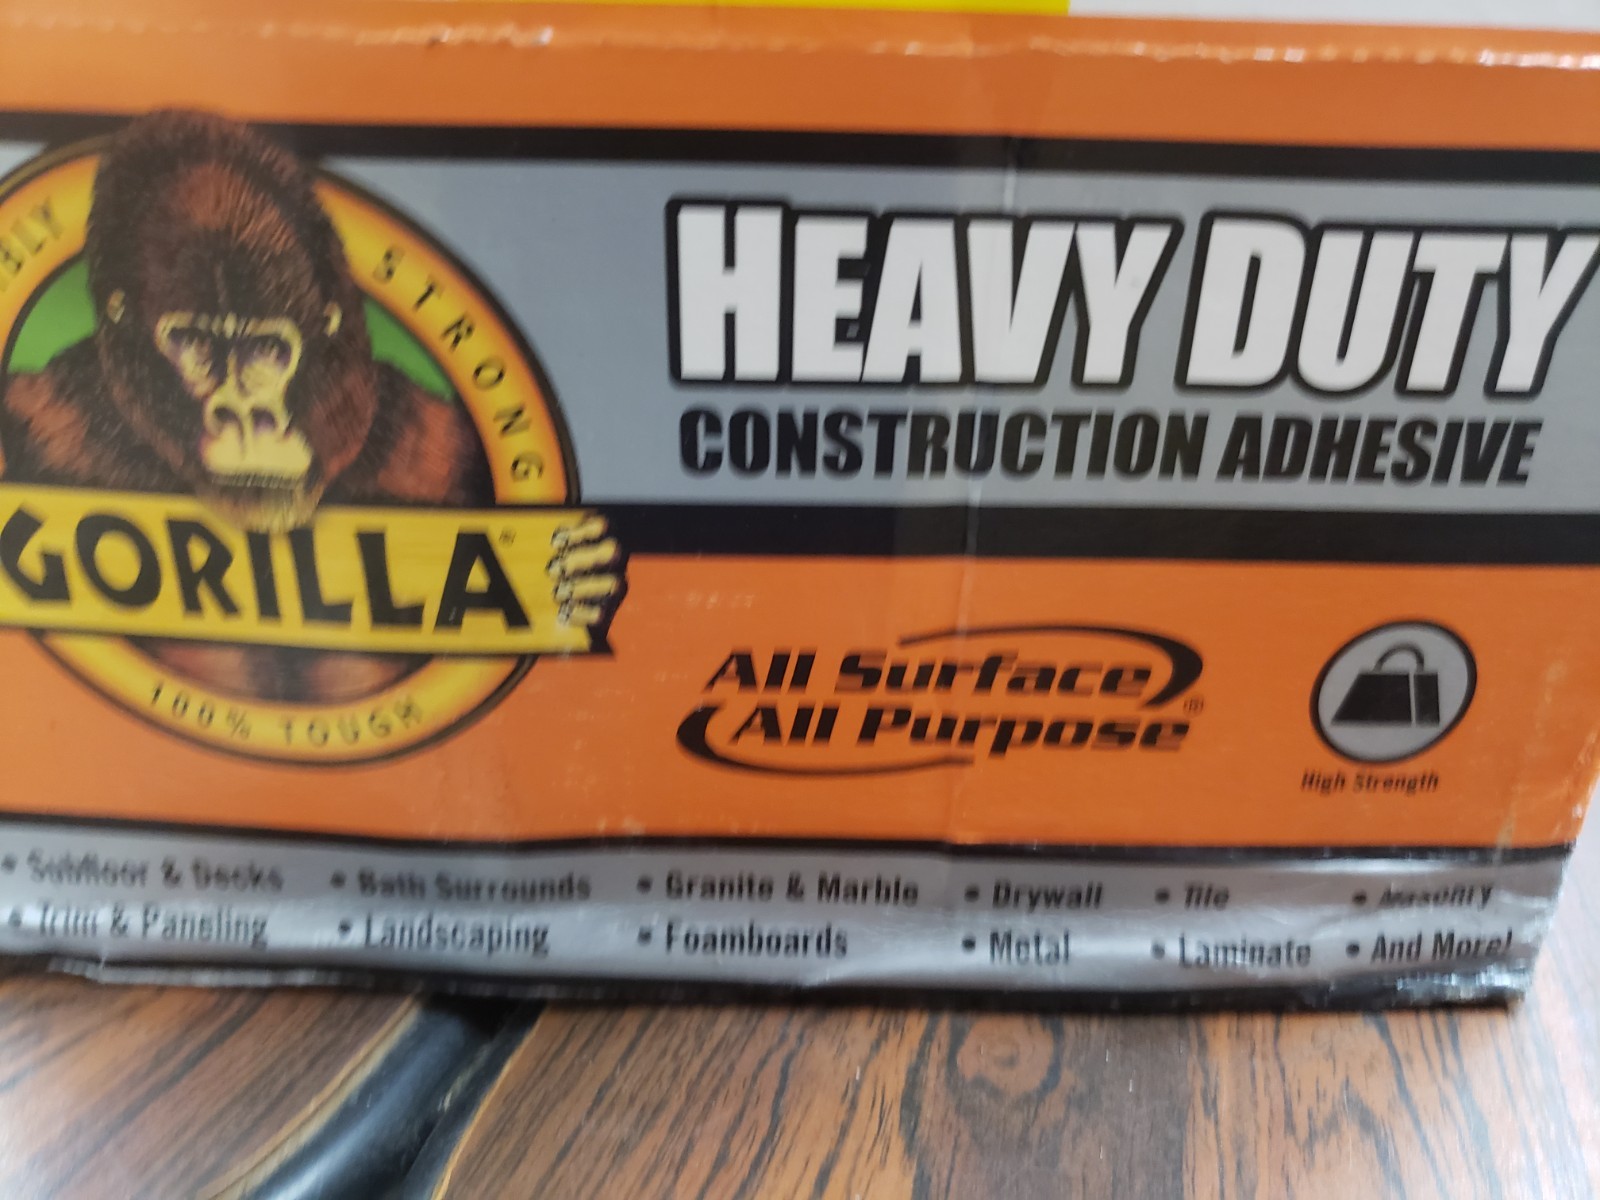 STRONG
GORILLA®
100% TOUGH
HEAVY DUTY
CONSTRUCTION ADHESIVE
All Surface
All Purpose®
High Strength
• Subfloor & Decks • Bath Surrounds • Granite & Marble • Drywall • Tile • Masonry
• Trim & Paneling • Landscaping • Foamboards • Metal • Laminate • And More!